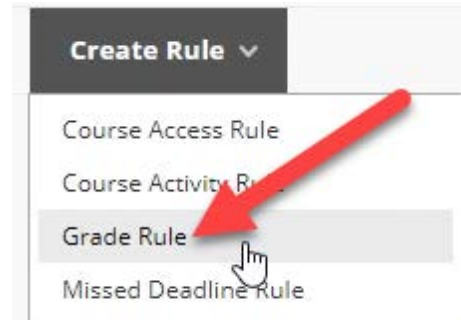 Create Rule
Course Access Rule
Course Activity Rule
Grade Rule
Missed Deadline Rule